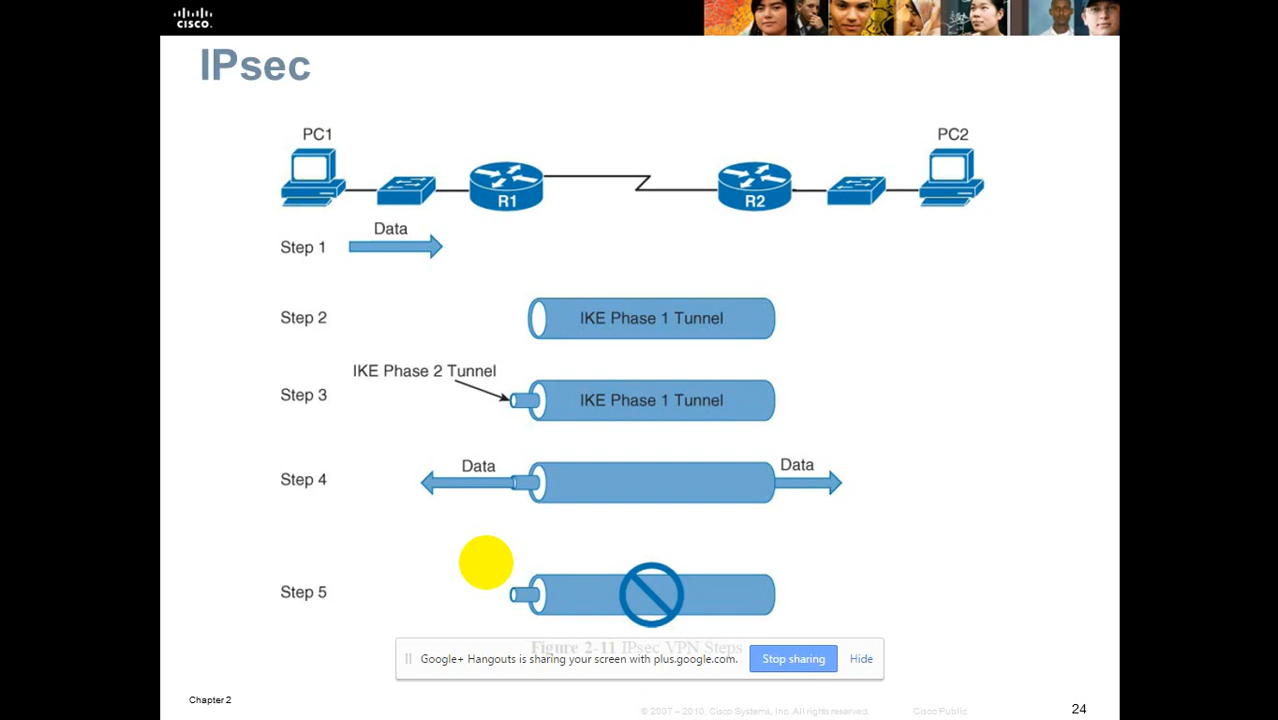 CISCO.
IPsec
PC1
PC2
R1
R2
Data
Step 1
Step 2
IKE Phase 1 Tunnel
IKE Phase 2 Tunnel
Step 3
IKE Phase 1 Tunnel
Step 4
Data
Data
Step 5
Figure 2-11 IPsec VPN Steps
Google+ Hangouts is sharing your screen with plus.google.com.
Stop sharing
Hide
Chapter 2
© 2007 – 2010, Cisco Systems, Inc. All rights reserved.
Cisco Public
24